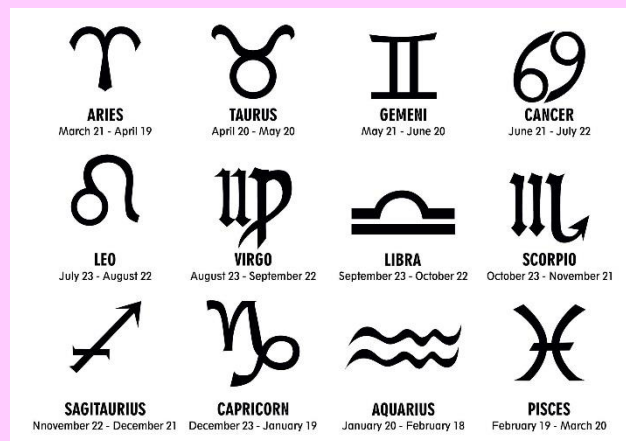 ARIES
March 21 - April 19
TAURUS
April 20 - May 20
GEMENI
May 21 - June 20
CANCER
June 21 - July 22
LEO
July 23 - August 22
VIRGO
August 23 - September 22
LIBRA
September 23 - October 22
SCORPIO
October 23 - November 21
SAGITAURIUS
Nnovember 22 - December 21
CAPRICORN
December 23 - January 19
AQUARIUS
January 20 - February 18
PISCES
February 19 - March 20